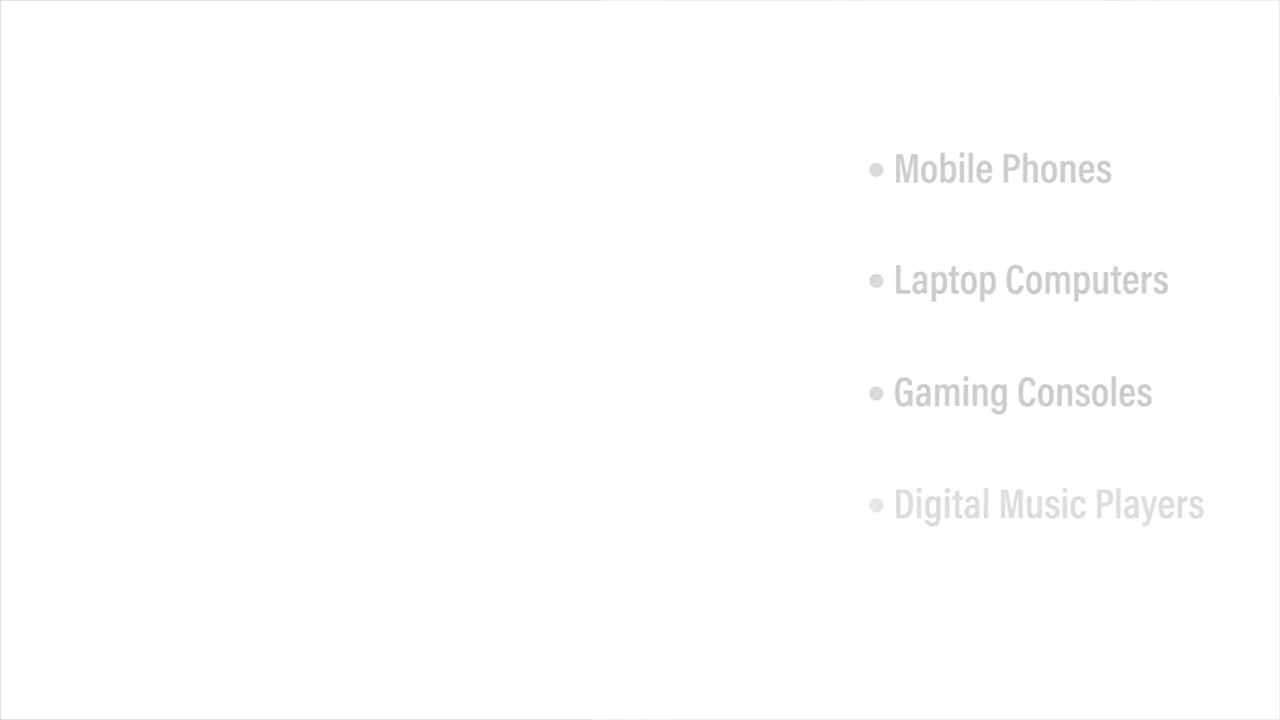 • Mobile Phones
• Laptop Computers
• Gaming Consoles
• Digital Music Players